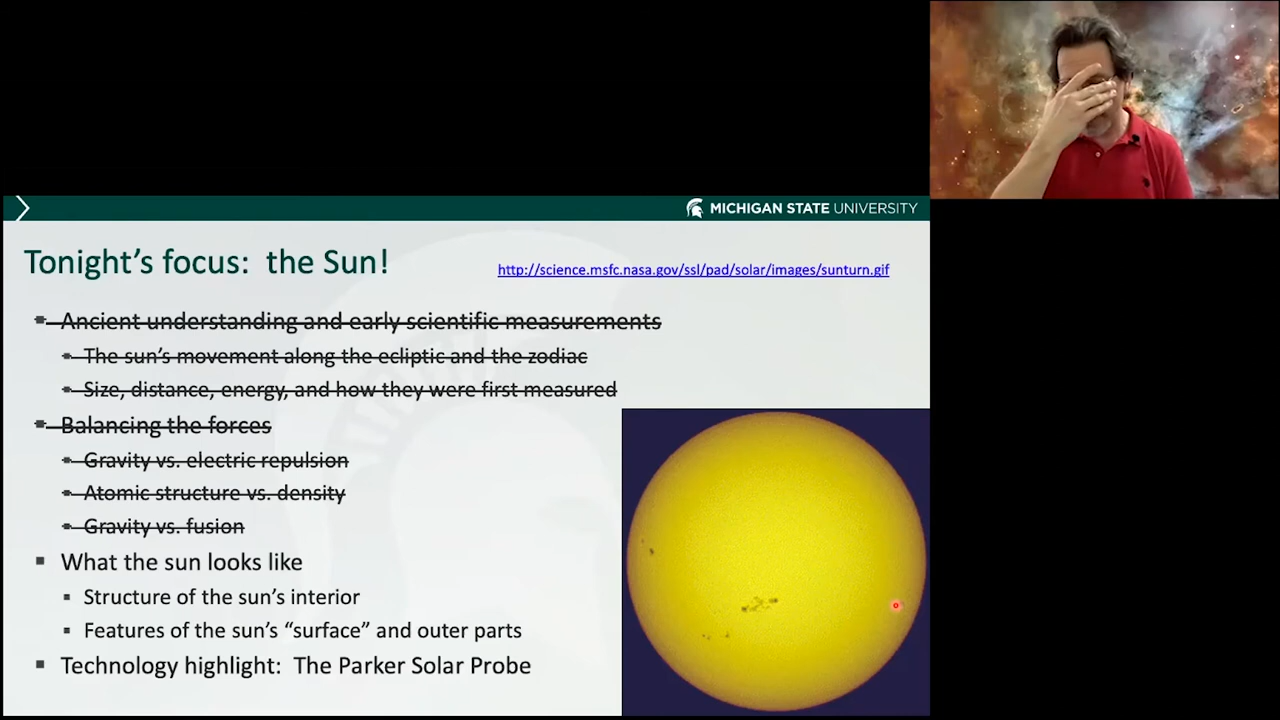 MICHIGAN STATE UNIVERSITY
Tonight's focus: the Sun!
http://science.msfc.nasa.gov/ssl/pad/solar/images/sunturn.gif
Ancient understanding and early scientific measurements
The sun's movement along the ecliptic and the zodiac
Size, distance, energy, and how they were first measured
Balancing the forces
Gravity vs. electric repulsion
Atomic structure vs. density
Gravity vs. fusion
What the sun looks like
Structure of the sun's interior
Features of the sun's “surface” and outer parts
Technology highlight: The Parker Solar Probe